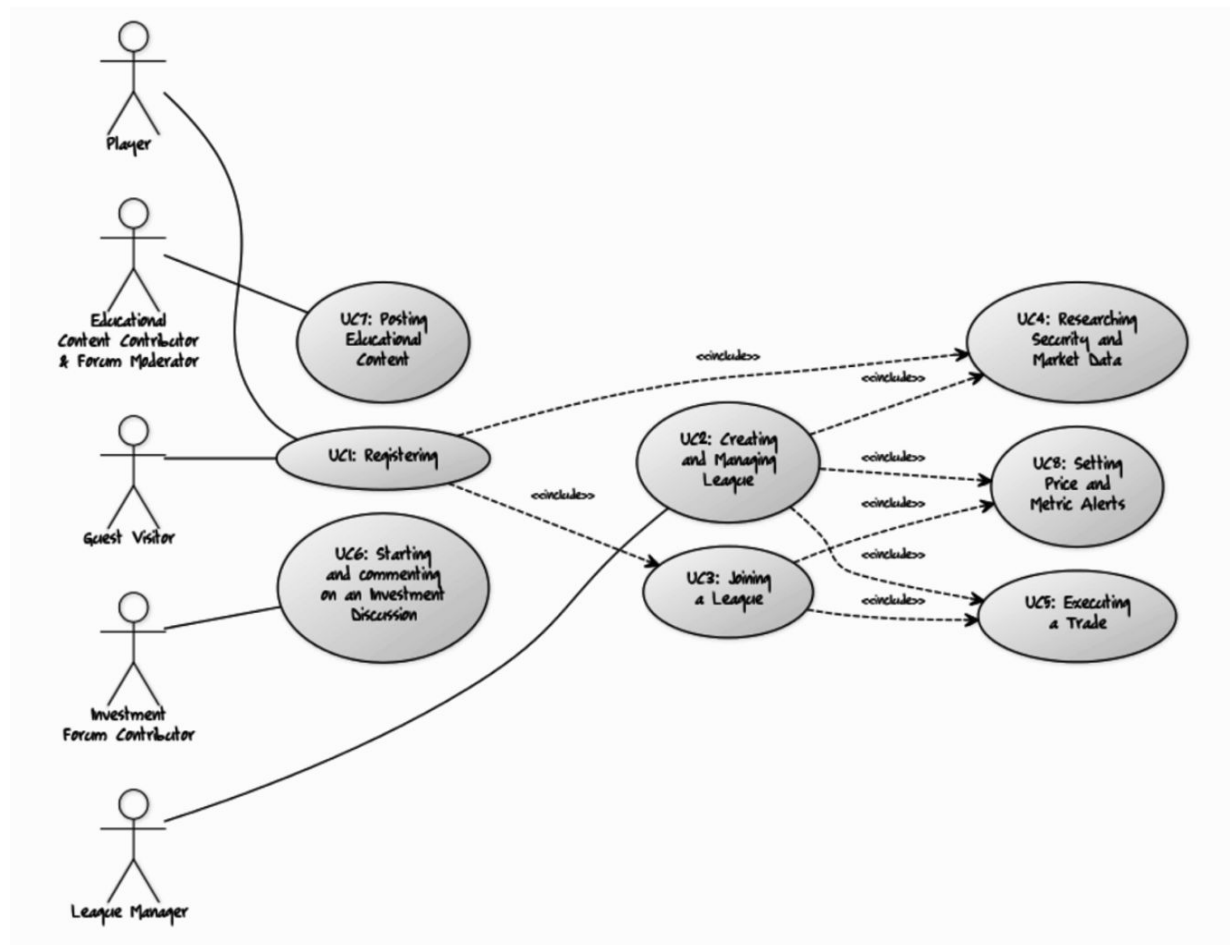 Player
Educational
Content Contributor
& Forum Moderator
UC7: Posting
Educational
Content
UC4: Researching
Security and
Market Data
<<include>>
<<include>>
Guest Visitor
UC1: Registering
UC2: Creating
and Managing
League
<<include>>
UC8: Setting
Price and
Metric Alerts
<<include>>
<<include>>
UC6: Starting
and commenting
on an Investment
Discussion
<<include>>
UC3: Joining
a League
<<include>>
UC5: Executing
a Trade
Investment
Forum Contributor
League Manager